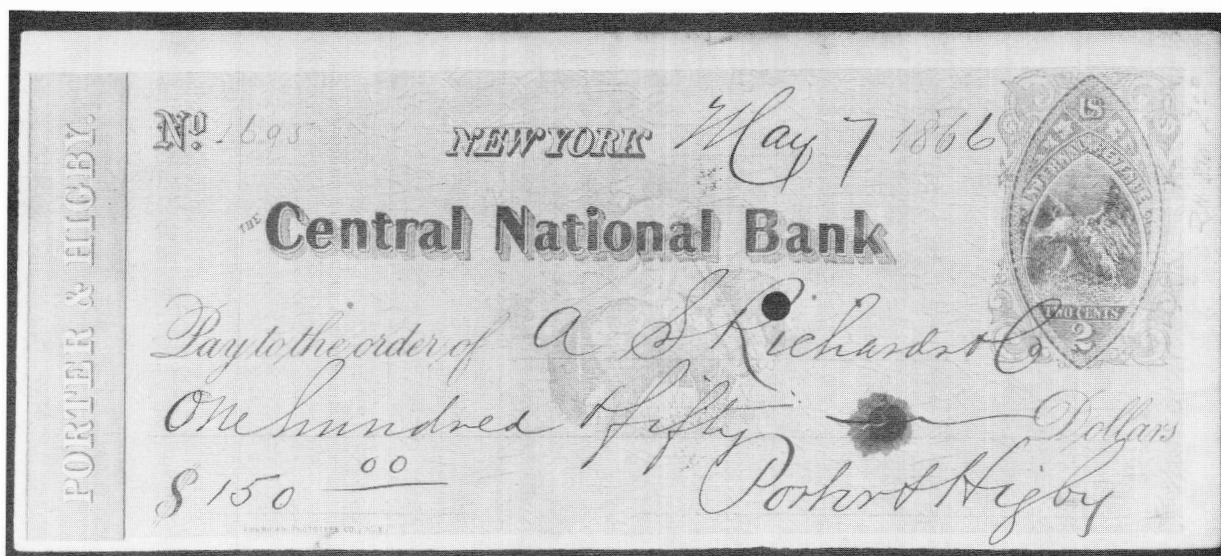 PORTER & HIGBY.
No. 1695 NEW YORK May 7 1866
THE Central National Bank
Pay to the order of A S Richards & Co
One hundred & fifty Dollars
$ 150 00
Porter & Higby
US
INTERNAL REVENUE
TWO CENTS
2